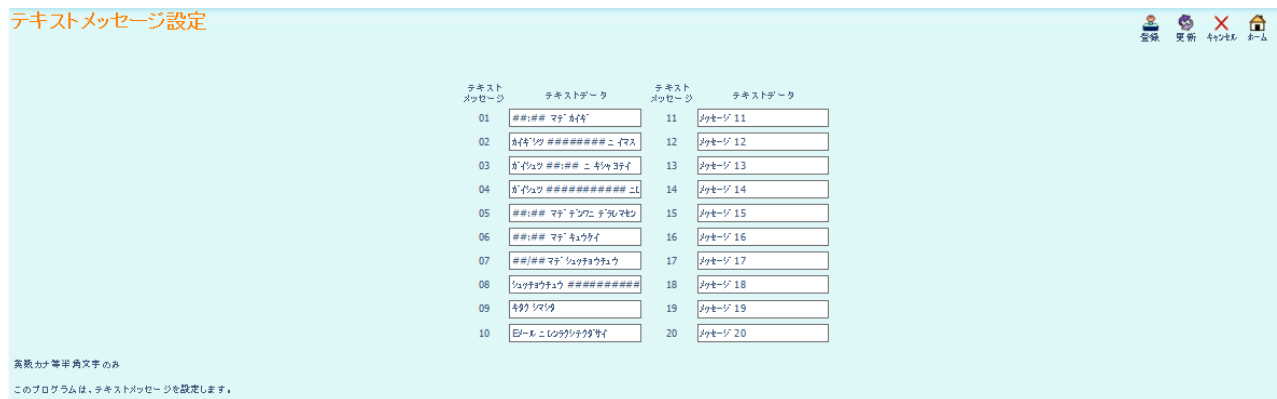 テキストメッセージ設定
登録 更新 キャンセル ホーム
テキスト テキスト
メッセージ テキストデータ メッセージ テキストデータ
01 ##:## マデ カイギ 11 メッセージ 11
02 カイギシツ ######## ニ イマス 12 メッセージ 12
03 ガイシュツ ##:## ニ キシャ ヨテイ 13 メッセージ 13
04 ガイシュツ ########### ニレ 14 メッセージ 14
05 ##:## マデ デンワニ デラレマセン 15 メッセージ 15
06 ##:## マデ キュウケイ 16 メッセージ 16
07 ##/## マデ シュッチョウチュウ 17 メッセージ 17
08 シュッチョウチュウ ########## 18 メッセージ 18
09 キタク シマシタ 19 メッセージ 19
10 Eメール ニ レンラクシテクダサイ 20 メッセージ 20
英数カナ等半角文字のみ
このプログラムは、テキストメッセージを設定します。